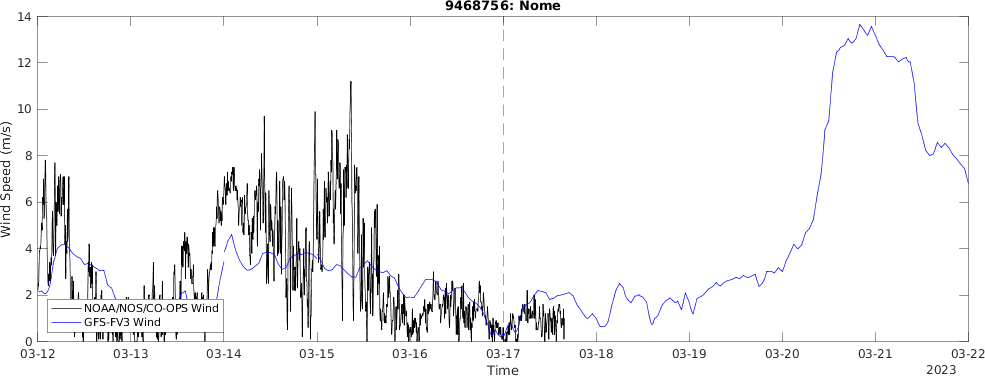 9468756: Nome
Wind Speed (m/s)
14
12
10
8
6
4
2
0
NOAA/NOS/CO-OPS Wind
GFS-FV3 Wind
03-12 03-13 03-14 03-15 03-16 03-17 03-18 03-19 03-20 03-21 03-22
Time
2023